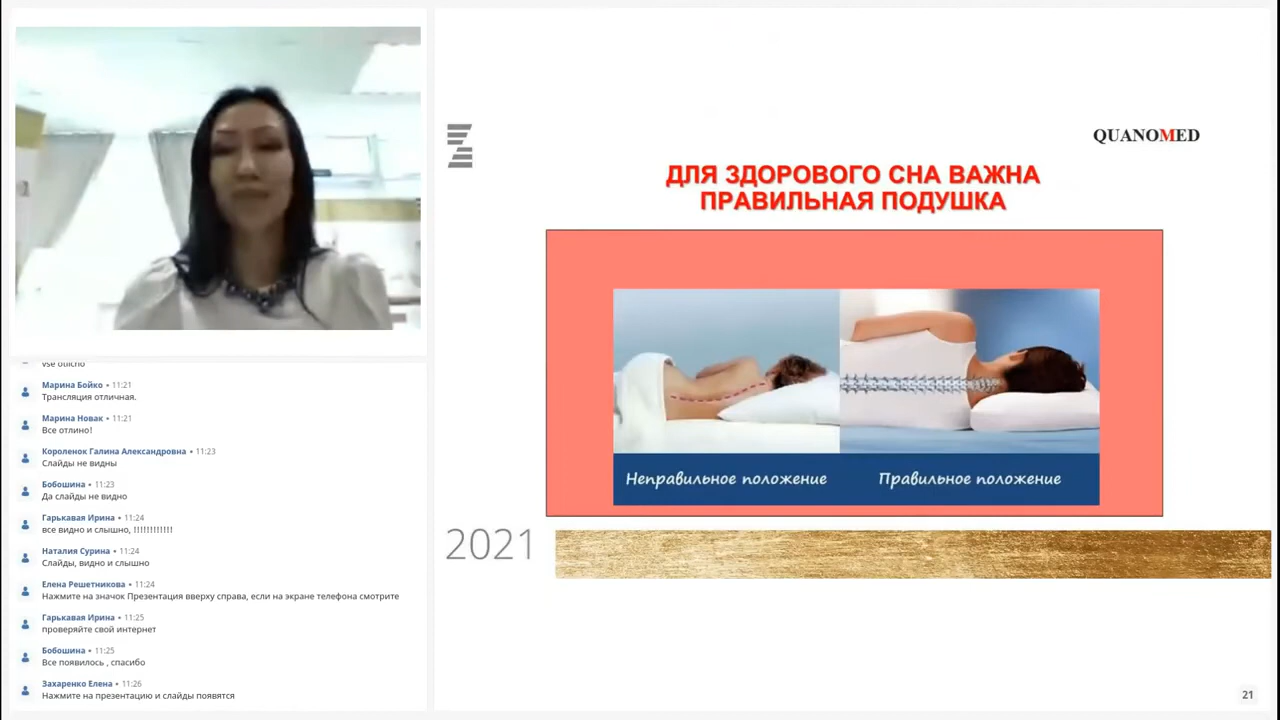 vse otlicno
Марина Бойко • 11:21
Трансляция отличная.
Марина Новак • 11:21
Все отлино!
Короленок Галина Александровна • 11:23
Слайды не видны
Бобошина • 11:23
Да слайды не видно
Гарькавая Ирина • 11:24
все видно и слышно, !!!!!!!!!!!!
Наталия Сурина • 11:24
Слайды, видно и слышно
Елена Решетникова • 11:24
Нажмите на значок Презентация вверху справа, если на экране телефона смотрите
Гарькавая Ирина • 11:25
проверяйте свой интернет
Бобошина • 11:25
Все появилось , спасибо
Захаренко Елена • 11:26
Нажмите на презентацию и слайды появятся
QUANOMED
ДЛЯ ЗДОРОВОГО СНА ВАЖНА
ПРАВИЛЬНАЯ ПОДУШКА
Неправильное положение
Правильное положение
2021
21